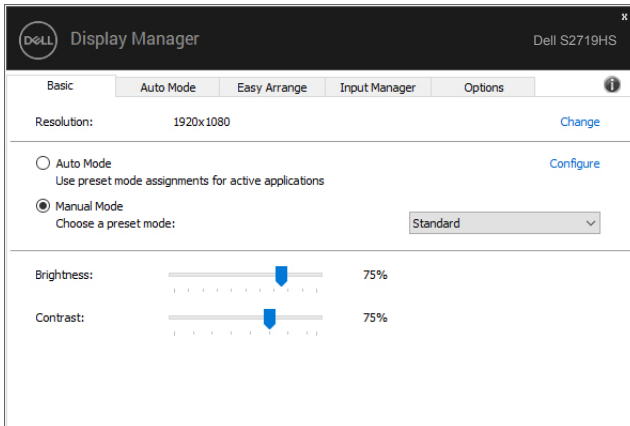 x
DELL Display Manager Dell S2719HS
Basic Auto Mode Easy Arrange Input Manager Options i
Resolution: 1920x1080 Change
Auto Mode Configure
Use preset mode assignments for active applications
Manual Mode
Choose a preset mode: Standard
Brightness: 75%
Contrast: 75%